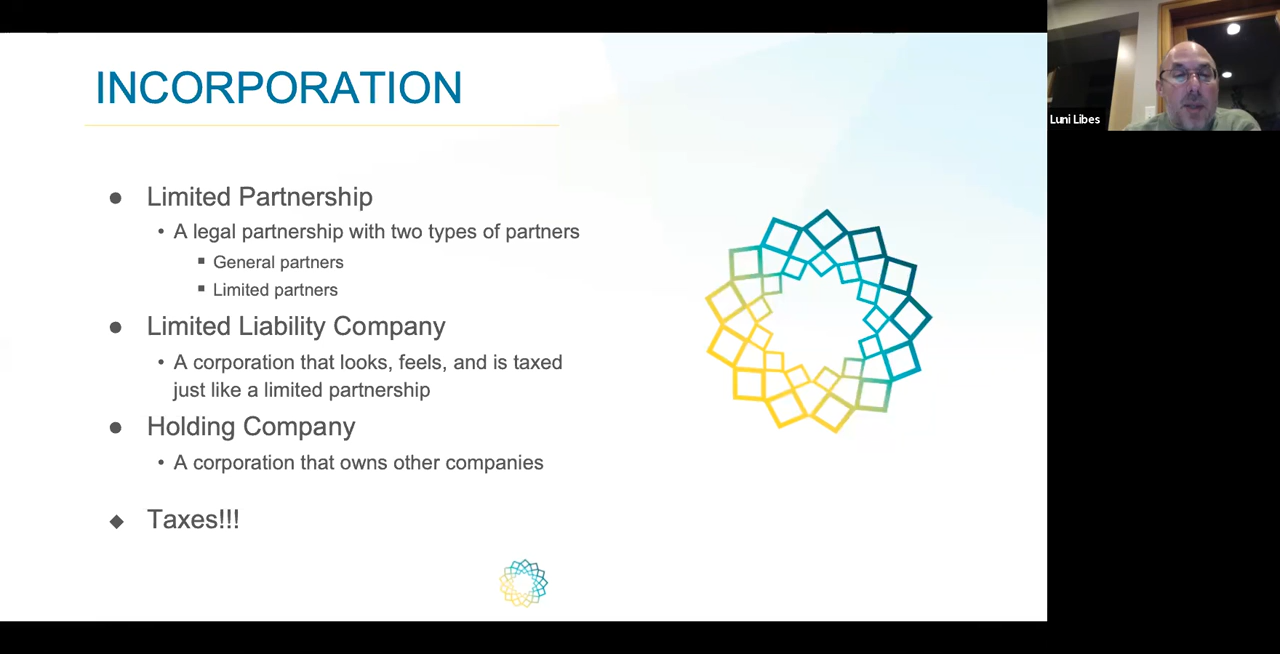 INCORPORATION
● Limited Partnership
• A legal partnership with two types of partners
▪ General partners
▪ Limited partners
● Limited Liability Company
• A corporation that looks, feels, and is taxed
just like a limited partnership
● Holding Company
• A corporation that owns other companies
◆ Taxes!!!
Luni Libes